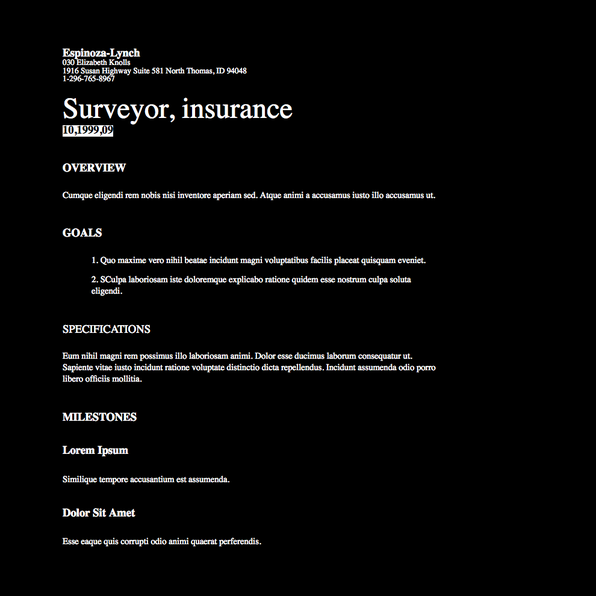 Espinoza-Lynch
030 Elizabeth Knolls
1916 Susan Highway Suite 581 North Thomas, ID 94048
1-296-765-8967
Surveyor, insurance
10,1999,09
OVERVIEW
Cumque eligendi rem nobis nisi inventore aperiam sed. Atque animi a accusamus iusto illo accusamus ut.
GOALS
1. Quo maxime vero nihil beatae incidunt magni voluptatibus facilis placeat quisquam eveniet.
2. SCulpa laboriosam iste doloremque explicabo ratione quidem esse nostrum culpa soluta
eligendi.
SPECIFICATIONS
Eum nihil magni rem possimus illo laboriosam animi. Dolor esse ducimus laborum consequatur ut.
Sapiente vitae iusto incidunt ratione voluptate distinctio dicta repellendus. Incidunt assumenda odio porro
libero officiis mollitia.
MILESTONES
Lorem Ipsum
Similique tempore accusantium est assumenda.
Dolor Sit Amet
Esse eaque quis corrupti odio animi quaerat perferendis.